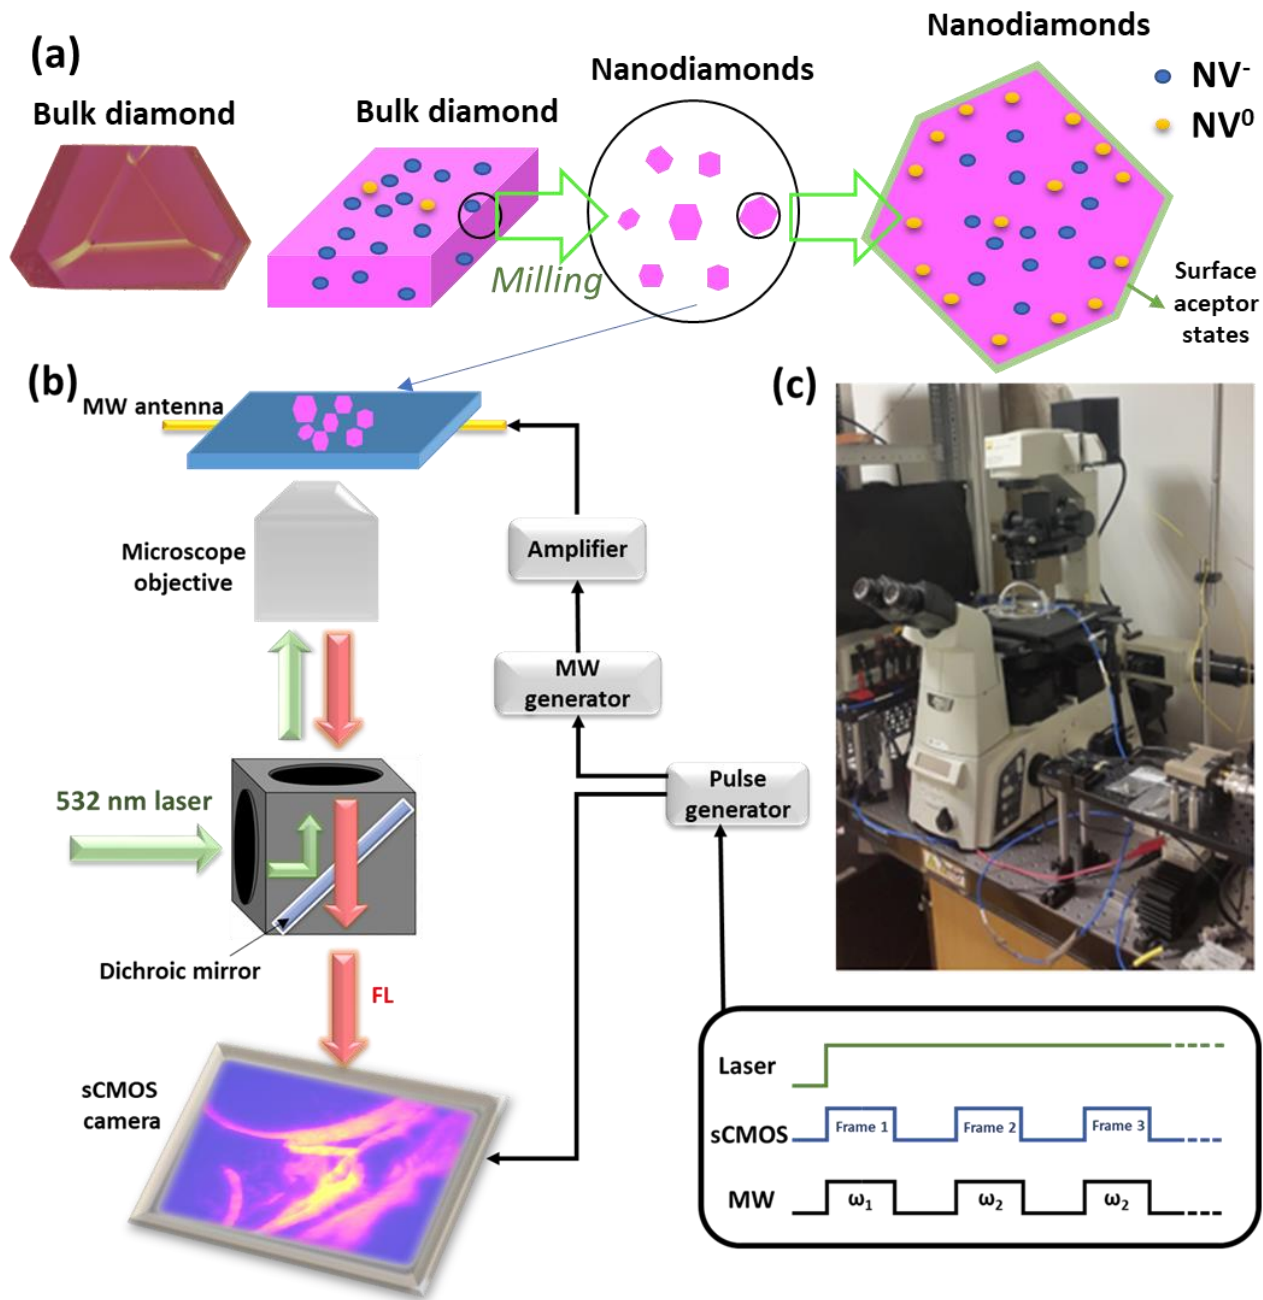 (a)
Bulk diamond
Bulk diamond
Nanodiamonds
Nanodiamonds
NV-
NV0
Milling
Surface
aceptor
states
(b)
MW antenna
Microscope
objective
Amplifier
MW
generator
Pulse
generator
532 nm laser
Dichroic mirror
FL
sCMOS
camera
(c)
Laser
sCMOS
Frame 1
Frame 2
Frame 3
MW
ω1
ω2
ω2